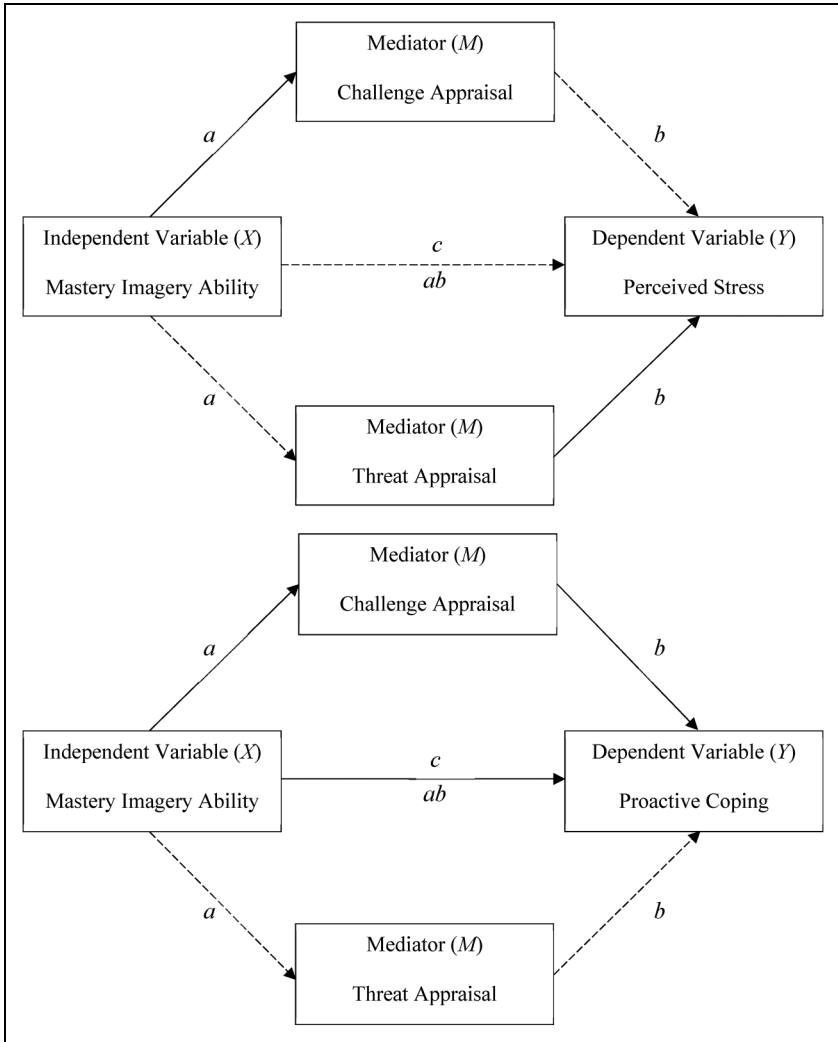 Mediator (M)
Challenge Appraisal
a
b
Independent Variable (X)
Mastery Imagery Ability
c
ab
Dependent Variable (Y)
Perceived Stress
a
b
Mediator (M)
Threat Appraisal
Mediator (M)
Challenge Appraisal
a
b
Independent Variable (X)
Mastery Imagery Ability
c
ab
Dependent Variable (Y)
Proactive Coping
a
b
Mediator (M)
Threat Appraisal